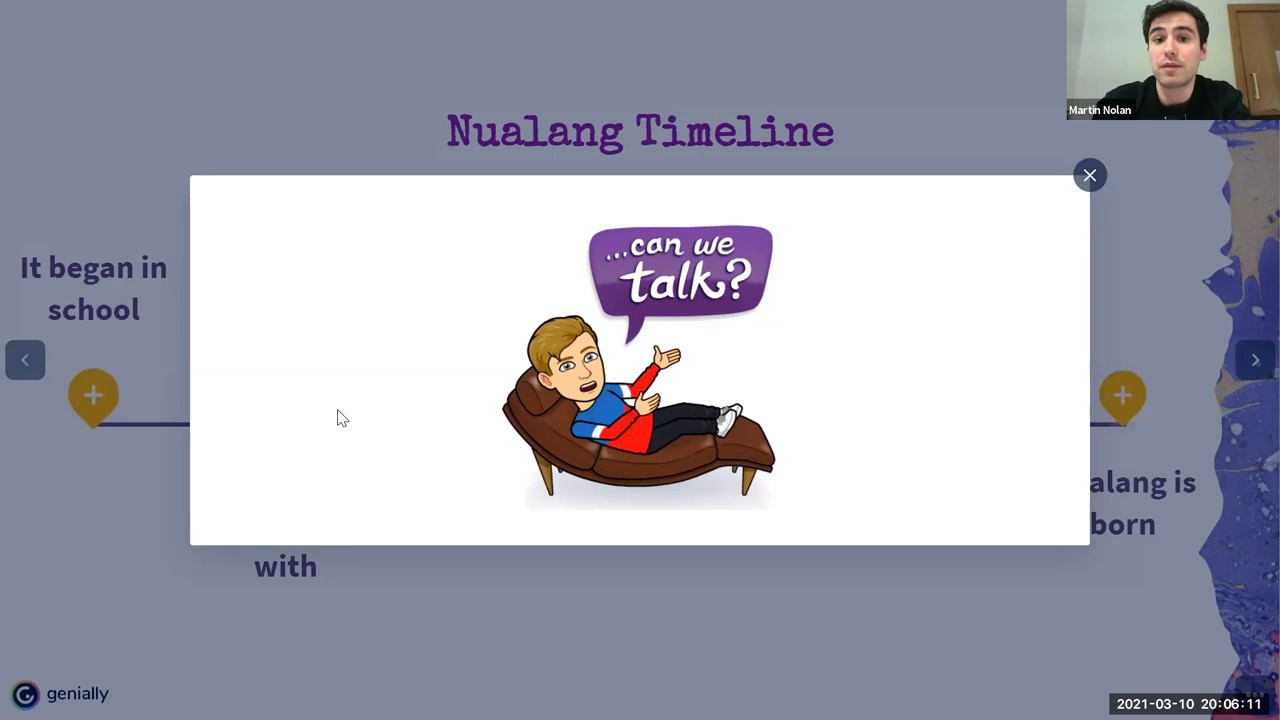 Martin Nolan
Nualang Timeline
...can we
talk?
It began in
school
alang is
born
with
genially
2021-03-10 20:06:11